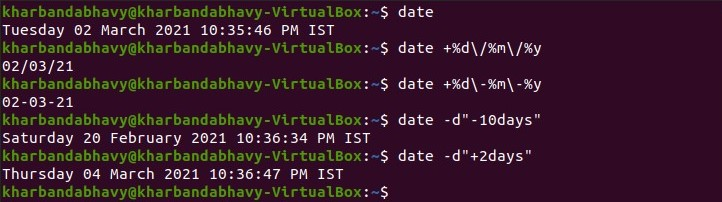 kharbandabhavy@kharbandabhavy-VirtualBox:~$ date
Tuesday 02 March 2021 10:35:46 PM IST
kharbandabhavy@kharbandabhavy-VirtualBox:~$ date +%d\/%m\/%y
02/03/21
kharbandabhavy@kharbandabhavy-VirtualBox:~$ date +%d\-%m\-%y
02-03-21
kharbandabhavy@kharbandabhavy-VirtualBox:~$ date -d"-10days"
Saturday 20 February 2021 10:36:34 PM IST
kharbandabhavy@kharbandabhavy-VirtualBox:~$ date -d"+2days"
Thursday 04 March 2021 10:36:47 PM IST
kharbandabhavy@kharbandabhavy-VirtualBox:~$